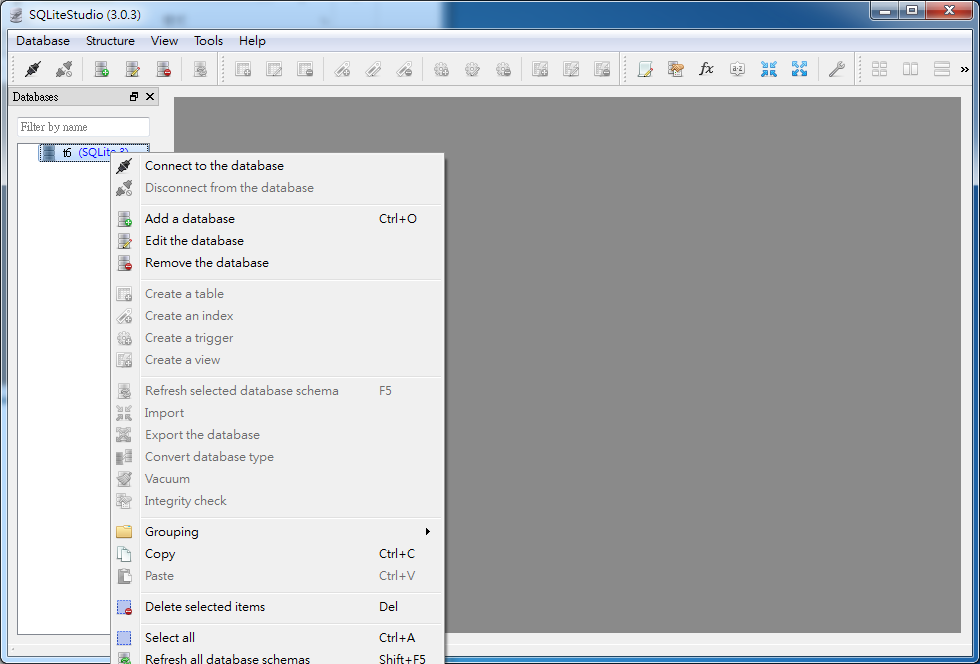 SQLiteStudio (3.0.3)
Database Structure View Tools Help
Databases
Filter by name
t6 (SQLite 3)
Connect to the database
Disconnect from the database
Add a database Ctrl+O
Edit the database
Remove the database
Create a table
Create an index
Create a trigger
Create a view
Refresh selected database schema F5
Import
Export the database
Convert database type
Vacuum
Integrity check
Grouping
Copy Ctrl+C
Paste Ctrl+V
Delete selected items Del
Select all Ctrl+A
Refresh all database schemas Shift+F5